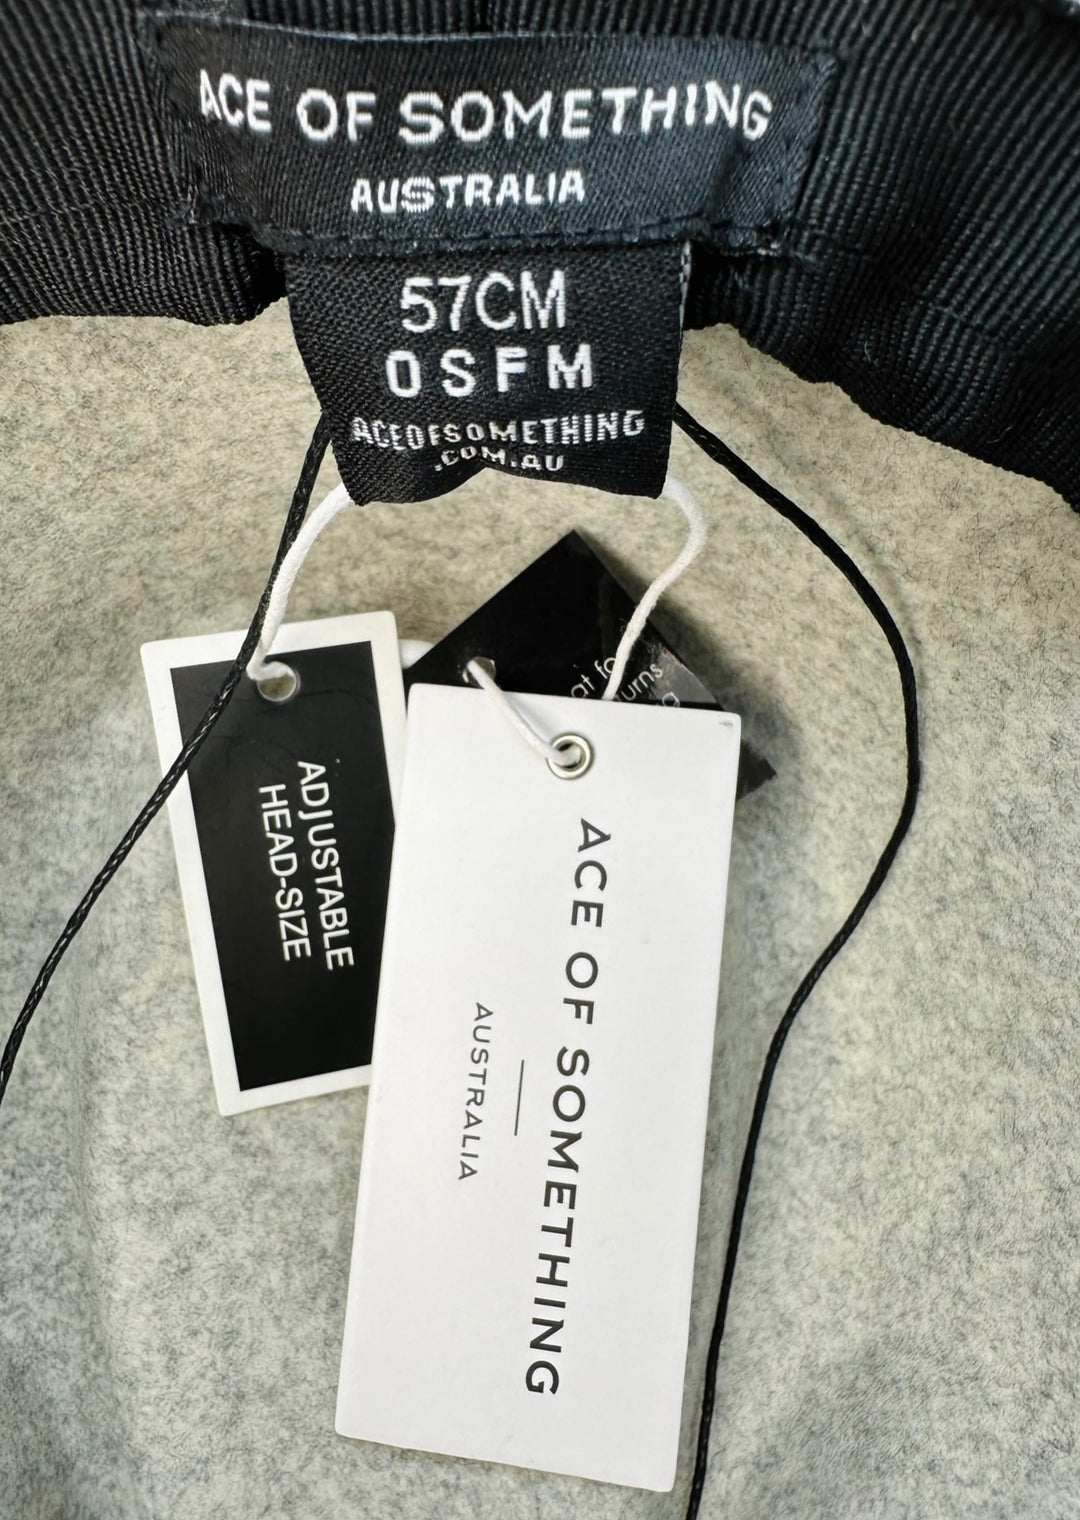 ACE OF SOMETHING
AUSTRALIA
57CM
OSFM
ACEOFSOMETHING
.COM.AU
ADJUSTABLE
HEAD-SIZE
ACE OF SOMETHING
AUSTRALIA